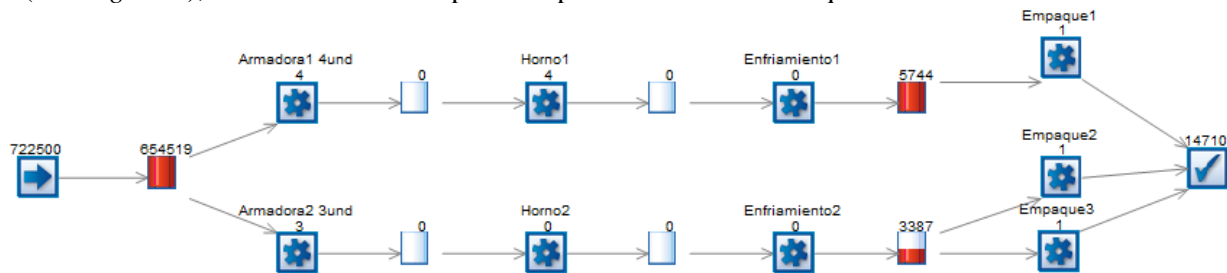 Empaque1
1
Armadora1 4und
4
0
Horno1
4
0
Enfriamiento1
0
5744
722500
654519
Empaque2
1
14710
Armadora2 3und
3
0
Horno2
0
0
Enfriamiento2
0
3387
Empaque3
1